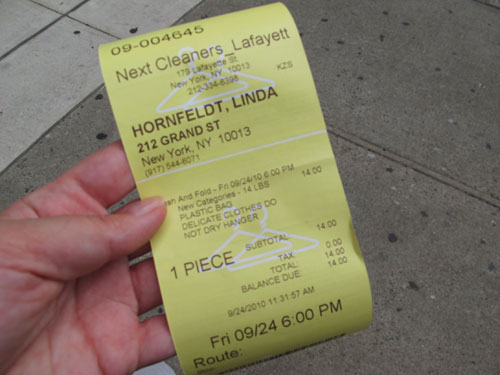 09-004645
Next Cleaners_Lafayett
179 Lafayette St
New York, NY 10013
212-334-6395 KZS
HORNFELDT, LINDA
212 GRAND ST
New York, NY 10013
(917) 544-6071
sh And Fold - Fri 09/24/10 6:00 PM 14.00
New Categories - 14 LBS
PLASTIC BAG
DELICATE CLOTHES DO
NOT DRY HANGER
SUBTOTAL 14.00
1 PIECE TAX 0.00
TOTAL 14.00
BALANCE DUE: 14.00
9/24/2010 11:31:57 AM
Fri 09/24 6:00 PM
Route: